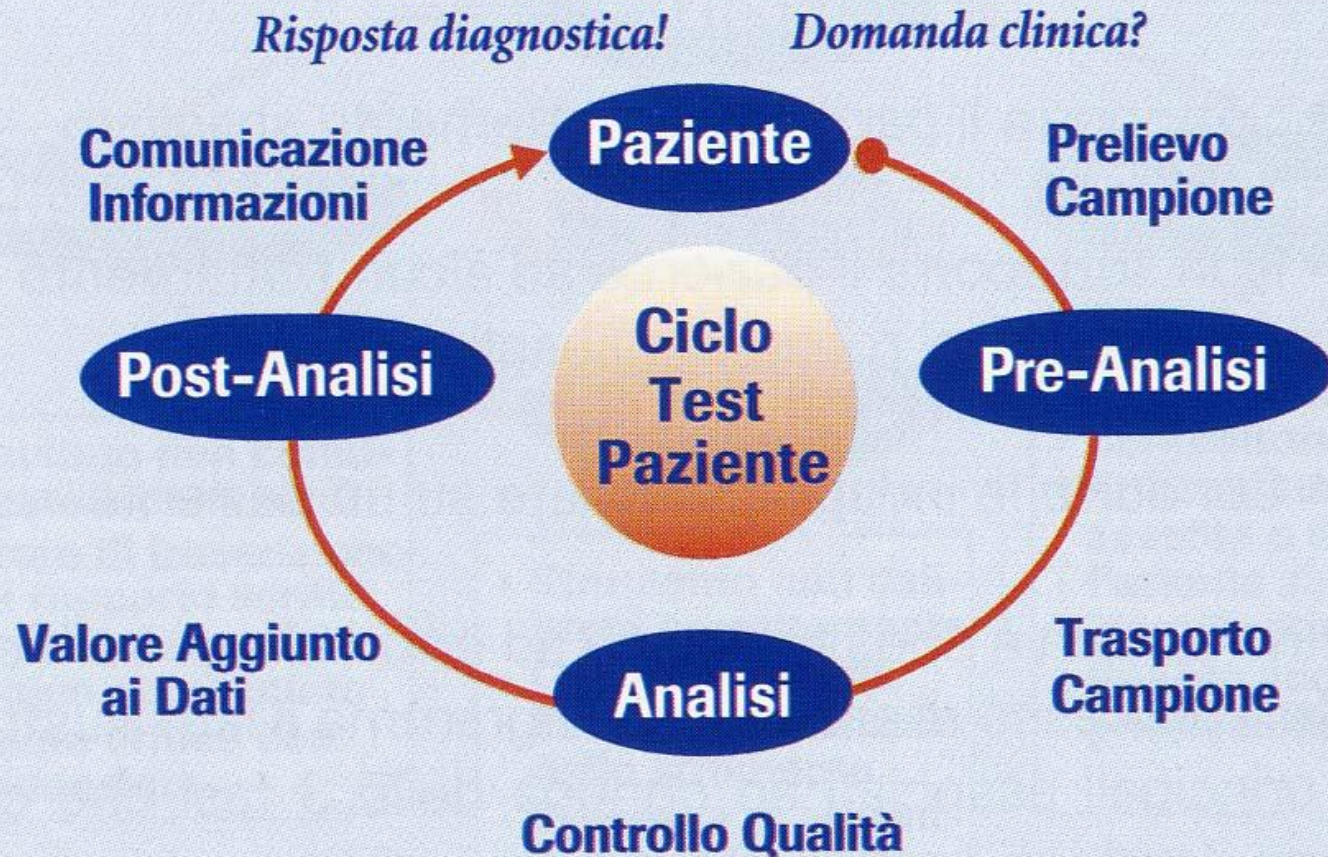 Risposta diagnostica!
Domanda clinica?
Paziente
Comunicazione
Informazioni
Prelievo
Campione
Ciclo
Test
Paziente
Post-Analisi
Pre-Analisi
Valore Aggiunto
ai Dati
Analisi
Trasporto
Campione
Controllo Qualità